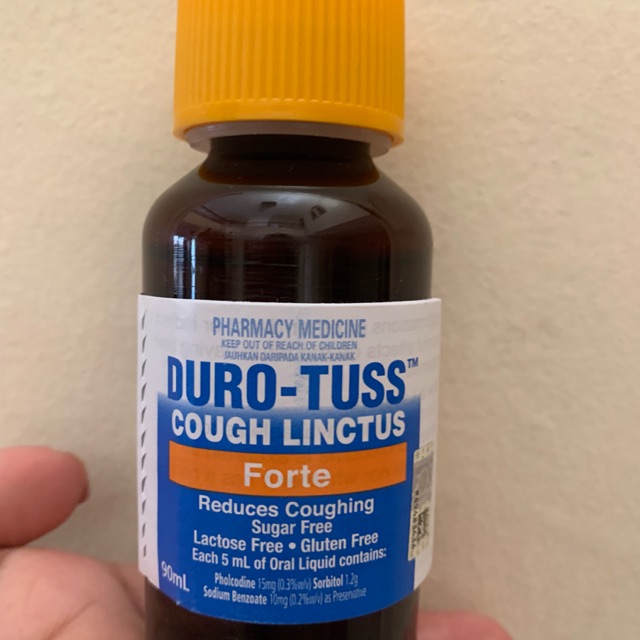 PHARMACY MEDICINE
KEEP OUT OF REACH OF CHILDREN
JAUHKAN DARIPADA KANAK-KANAK
DURO-TUSS™
COUGH LINCTUS
Forte
Reduces Coughing
Sugar Free
Lactose Free • Gluten Free
Each 5 mL of Oral Liquid contains:
Pholcodine 15mg (0.3%w/v) Sorbitol 1.2g
Sodium Benzoate 10mg (0.2%w/v) as Preservative
90mL